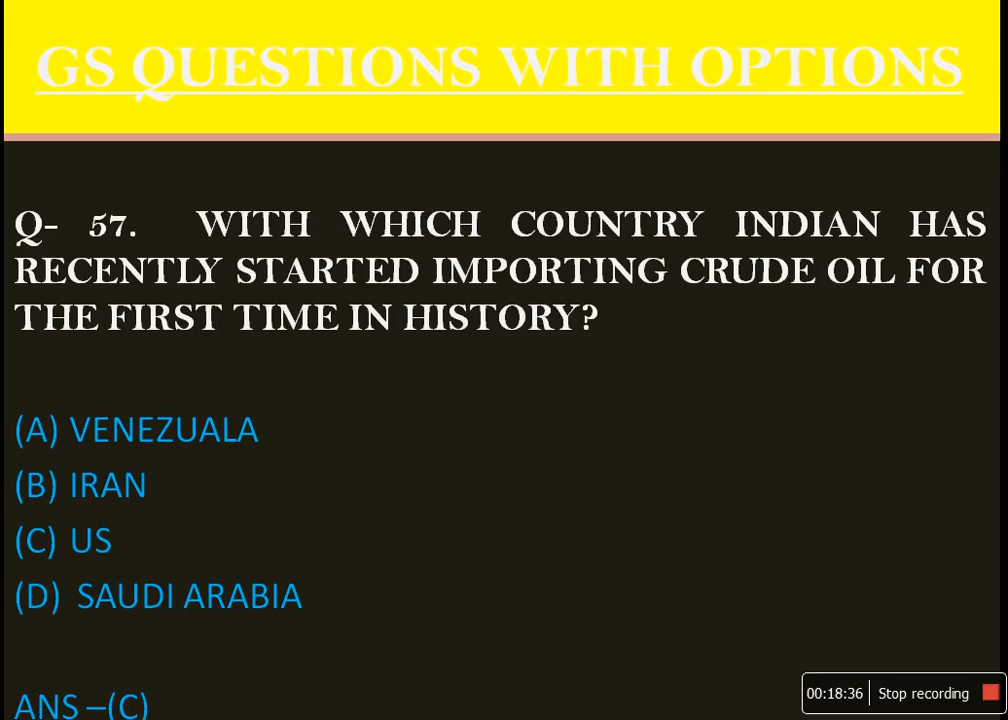 GS QUESTIONS WITH OPTIONS
Q- 57. WITH WHICH COUNTRY INDIAN HAS
RECENTLY STARTED IMPORTING CRUDE OIL FOR
THE FIRST TIME IN HISTORY?
(A) VENEZUALA
(B) IRAN
(C) US
(D) SAUDI ARABIA
ANS –(C)
00:18:36 Stop recording